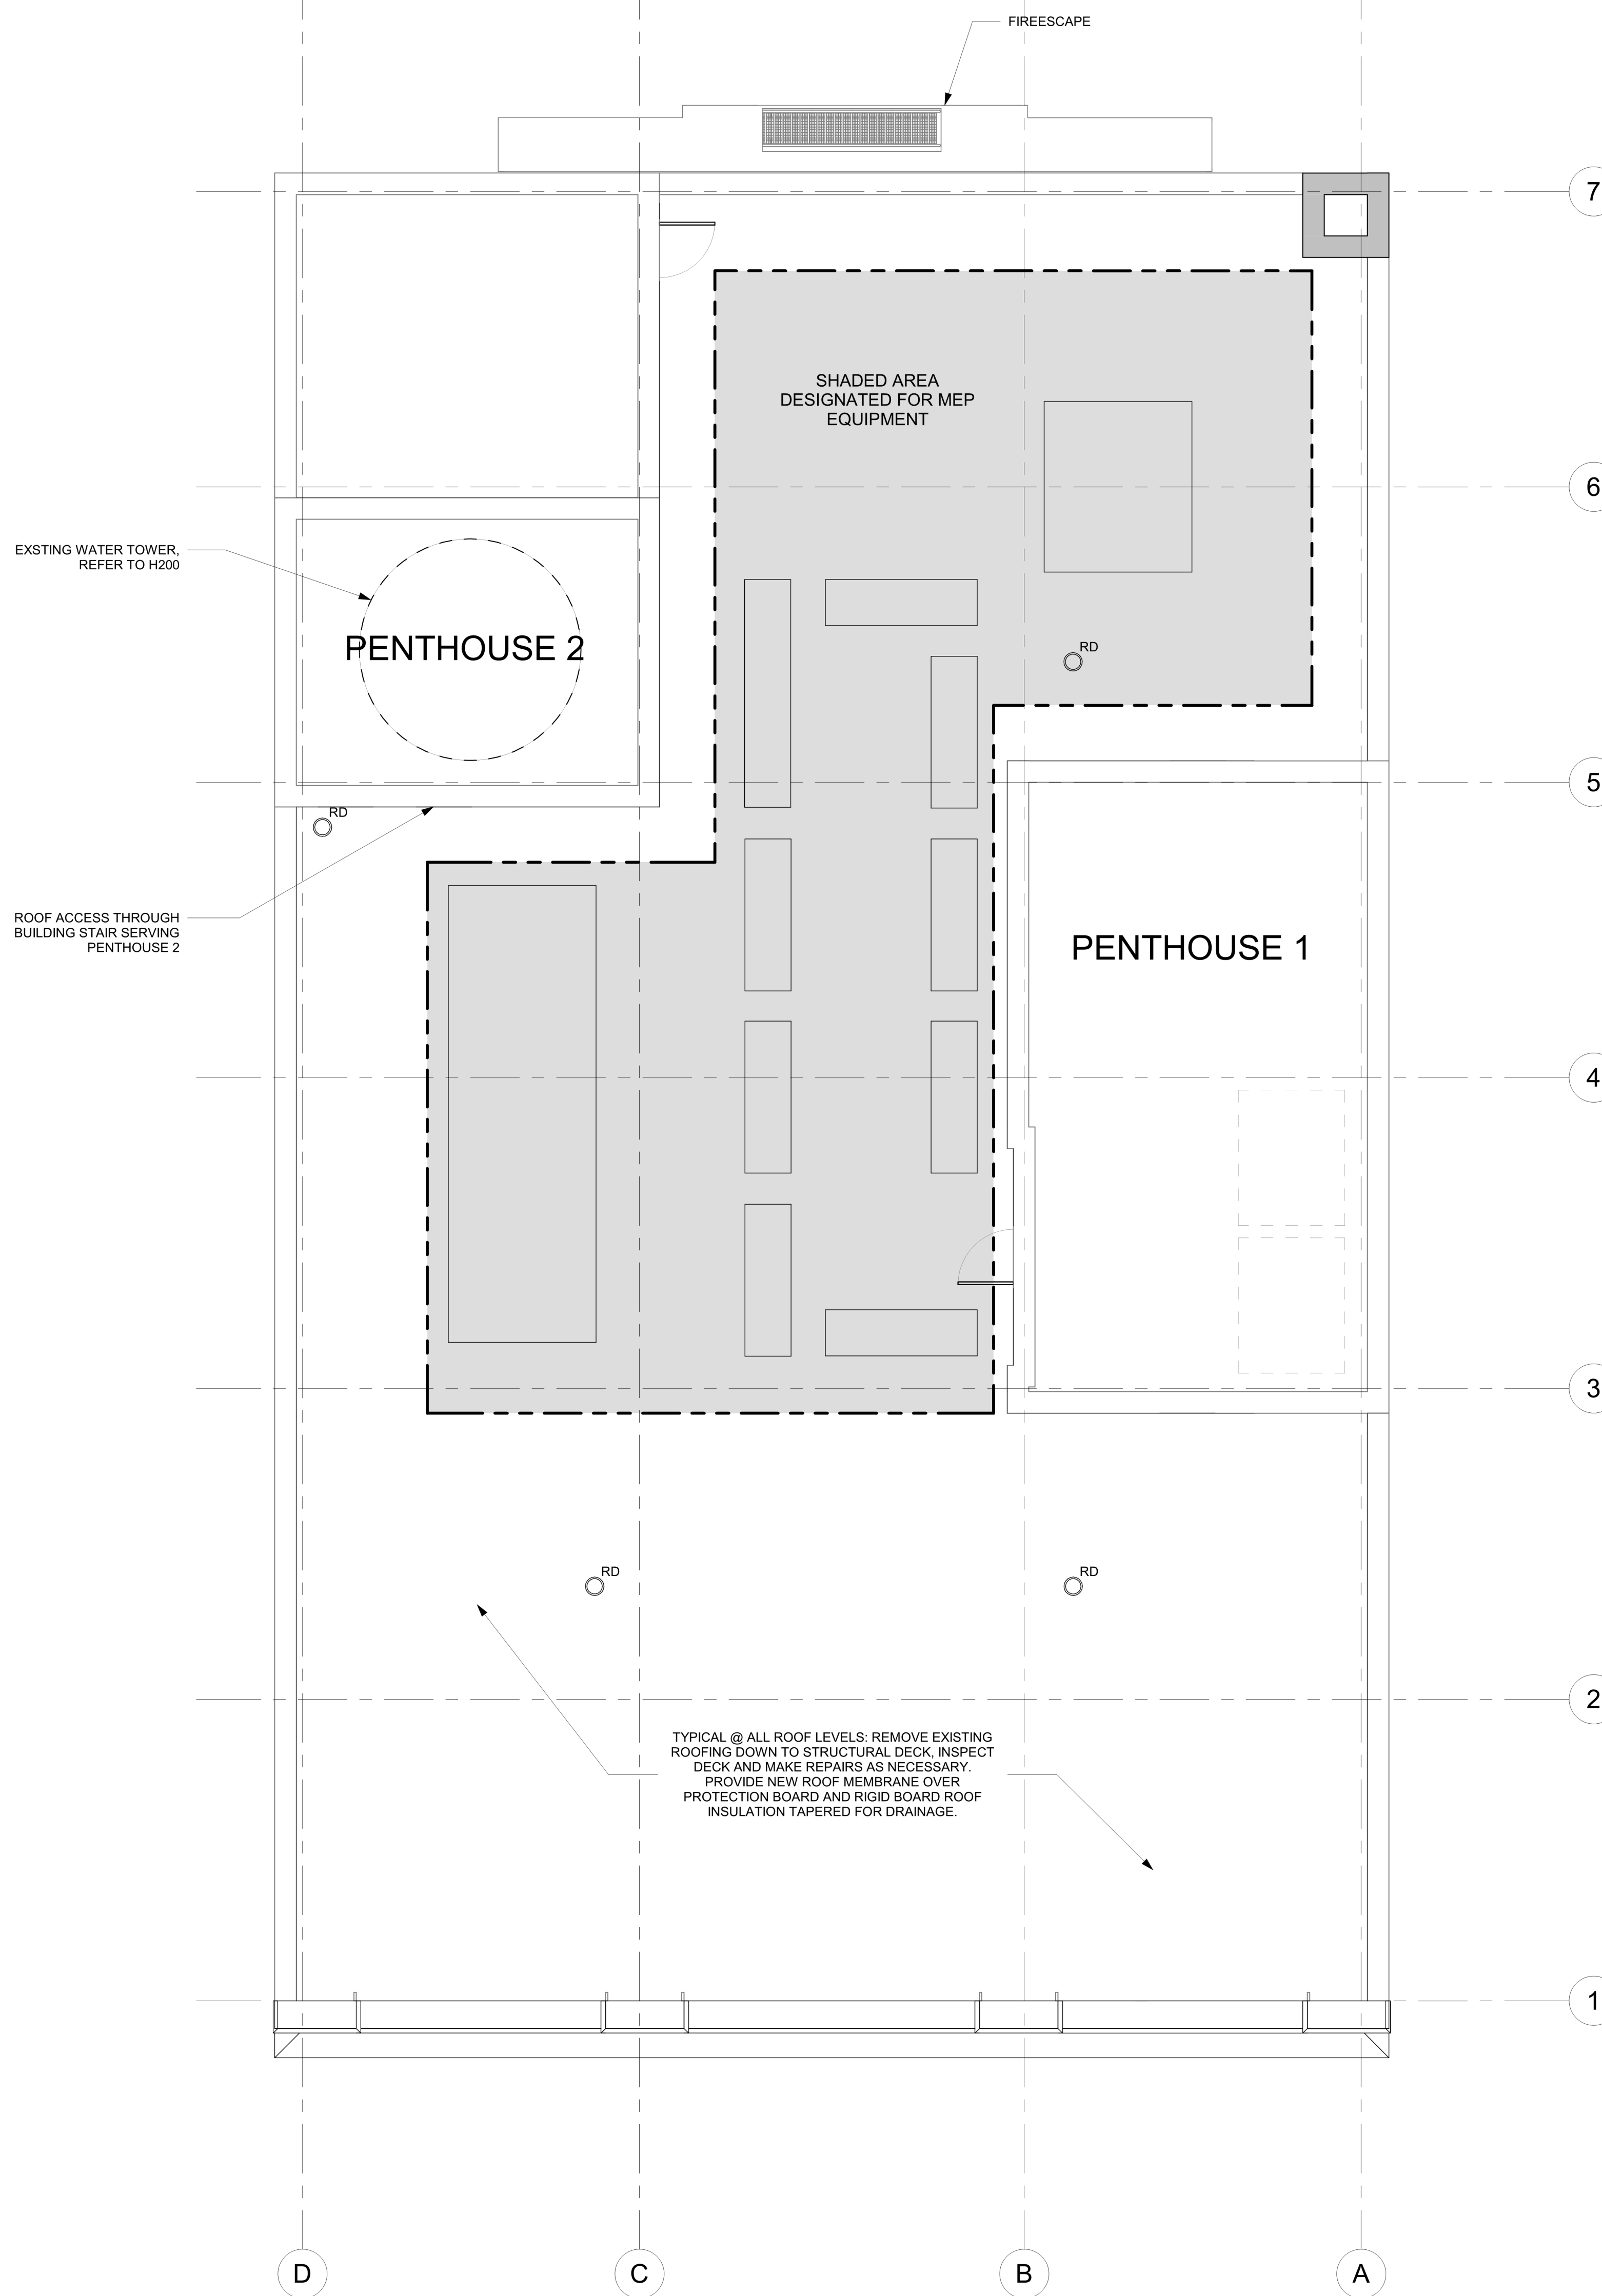 FIREESCAPE
7
SHADED AREA
DESIGNATED FOR MEP
EQUIPMENT
6
EXSTING WATER TOWER,
REFER TO H200
PENTHOUSE 2
RD
5
RD
ROOF ACCESS THROUGH
BUILDING STAIR SERVING
PENTHOUSE 2
PENTHOUSE 1
4
3
RD
RD
2
TYPICAL @ ALL ROOF LEVELS: REMOVE EXISTING
ROOFING DOWN TO STRUCTURAL DECK, INSPECT
DECK AND MAKE REPAIRS AS NECESSARY.
PROVIDE NEW ROOF MEMBRANE OVER
PROTECTION BOARD AND RIGID BOARD ROOF
INSULATION TAPERED FOR DRAINAGE.
1
D
C
B
A